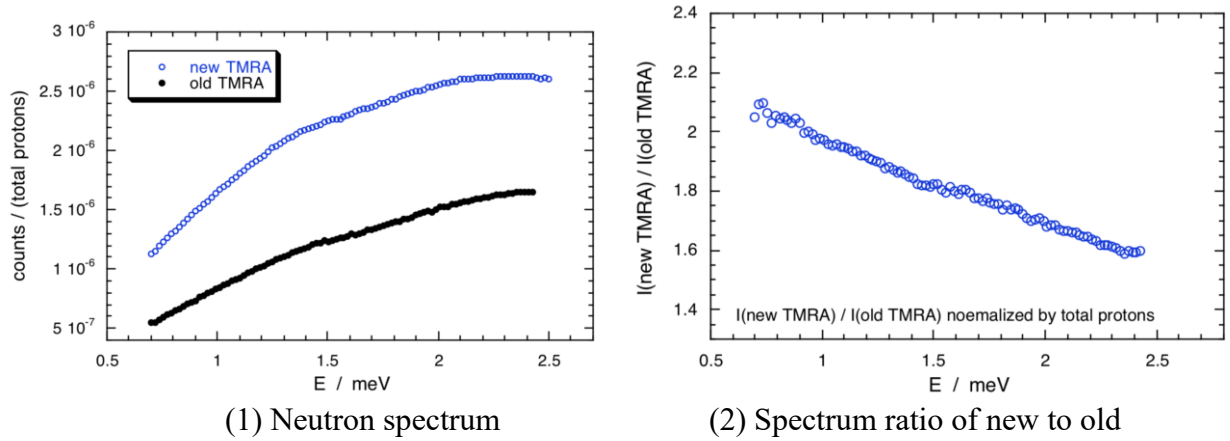 3 10-6
2.5 10-6
2 10-6
1.5 10-6
1 10-6
5 10-7
counts / (total protons)
new TMRA
old TMRA
0.5 1 1.5 2 2.5
E / meV
(1) Neutron spectrum
2.4
2.2
2
1.8
1.6
1.4
I(new TMRA) / I(old TMRA)
I(new TMRA) / I(old TMRA) noemalized by total protons
0.5 1 1.5 2 2.5
E / meV
(2) Spectrum ratio of new to old